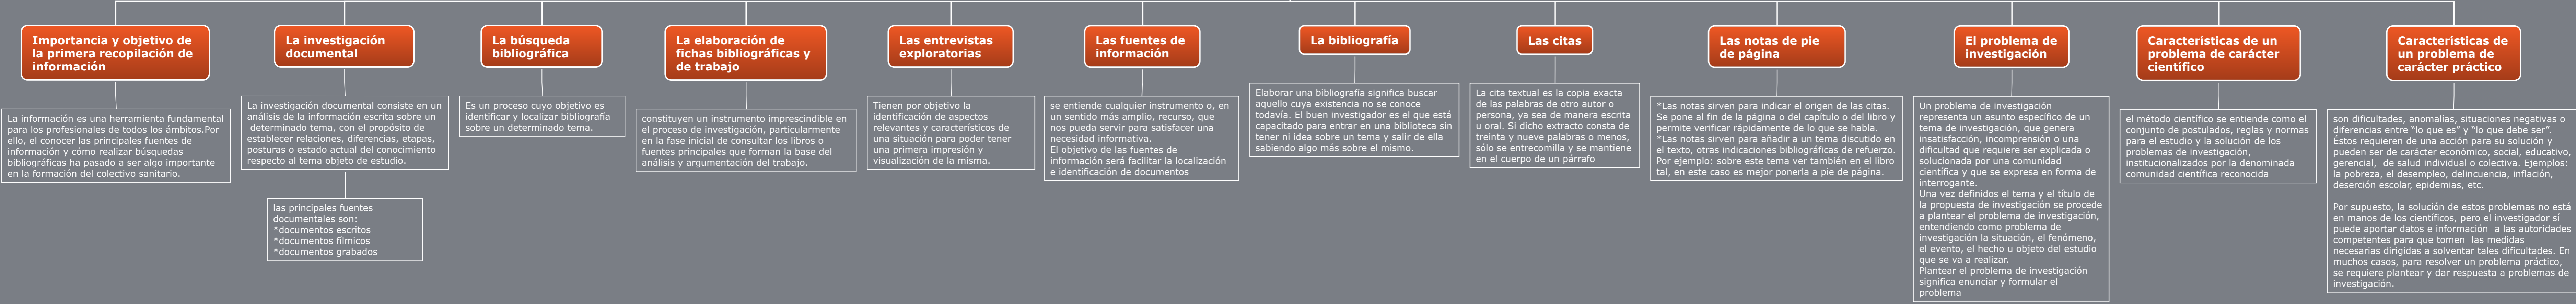 Importancia y objetivo de
la primera recopilación de
información
La información es una herramienta fundamental
para los profesionales de todos los ámbitos.Por
ello, el conocer las principales fuentes de
información y cómo realizar búsquedas
bibliográficas ha pasado a ser algo importante
en la formación del colectivo sanitario.
La investigación
documental
La investigación documental consiste en un
análisis de la información escrita sobre un
determinado tema, con el propósito de
establecer relaciones, diferencias, etapas,
posturas o estado actual del conocimiento
respecto al tema objeto de estudio.
las principales fuentes
documentales son:
*documentos escritos
*documentos fílmicos
*documentos grabados
La búsqueda
bibliográfica
Es un proceso cuyo objetivo es
identificar y localizar bibliografía
sobre un determinado tema.
La elaboración de
fichas bibliográficas y
de trabajo
constituyen un instrumento imprescindible en
el proceso de investigación, particularmente
en la fase inicial de consultar los libros o
fuentes principales que forman la base del
análisis y argumentación del trabajo.
Las entrevistas
exploratorias
Tienen por objetivo la
identificación de aspectos
relevantes y característicos de
una situación para poder tener
una primera impresión y
visualización de la misma.
Las fuentes de
información
se entiende cualquier instrumento o, en
un sentido más amplio, recurso, que
nos pueda servir para satisfacer una
necesidad informativa.
El objetivo de las fuentes de
información será facilitar la localización
e identificación de documentos
La bibliografía
Elaborar una bibliografía significa buscar
aquello cuya existencia no se conoce
todavía. El buen investigador es el que está
capacitado para entrar en una biblioteca sin
tener ni idea sobre un tema y salir de ella
sabiendo algo más sobre el mismo.
Las citas
La cita textual es la copia exacta
de las palabras de otro autor o
persona, ya sea de manera escrita
u oral. Si dicho extracto consta de
treinta y nueve palabras o menos,
sólo se entrecomilla y se mantiene
en el cuerpo de un párrafo
Las notas de pie
de página
*Las notas sirven para indicar el origen de las citas.
Se pone al fin de la página o del capítulo o del libro y
permite verificar rápidamente de lo que se habla.
*Las notas sirven para añadir a un tema discutido en
el texto, otras indicaciones bibliográficas de refuerzo.
Por ejemplo: sobre este tema ver también en el libro
tal, en este caso es mejor ponerla a pie de página.
El problema de
investigación
Un problema de investigación
representa un asunto específico de un
tema de investigación, que genera
insatisfacción, incomprensión o una
dificultad que requiere ser explicada o
solucionada por una comunidad
científica y que se expresa en forma de
interrogante.
Una vez definidos el tema y el título de
la propuesta de investigación se procede
a plantear el problema de investigación,
entendiendo como problema de
investigación la situación, el fenómeno,
el evento, el hecho u objeto del estudio
que se va a realizar.
Plantear el problema de investigación
significa enunciar y formular el
problema
Características de un
problema de carácter
científico
el método científico se entiende como el
conjunto de postulados, reglas y normas
para el estudio y la solución de los
problemas de investigación,
institucionalizados por la denominada
comunidad científica reconocida
Características de
un problema de
carácter práctico
son dificultades, anomalías, situaciones negativas o
diferencias entre “lo que es” y “lo que debe ser”.
Éstos requieren de una acción para su solución y
pueden ser de carácter económico, social, educativo,
gerencial, de salud individual o colectiva. Ejemplos:
la pobreza, el desempleo, delincuencia, inflación,
deserción escolar, epidemias, etc.
Por supuesto, la solución de estos problemas no está
en manos de los científicos, pero el investigador sí
puede aportar datos e información a las autoridades
competentes para que tomen las medidas
necesarias dirigidas a solventar tales dificultades. En
muchos casos, para resolver un problema práctico,
se requiere plantear y dar respuesta a problemas de
investigación.